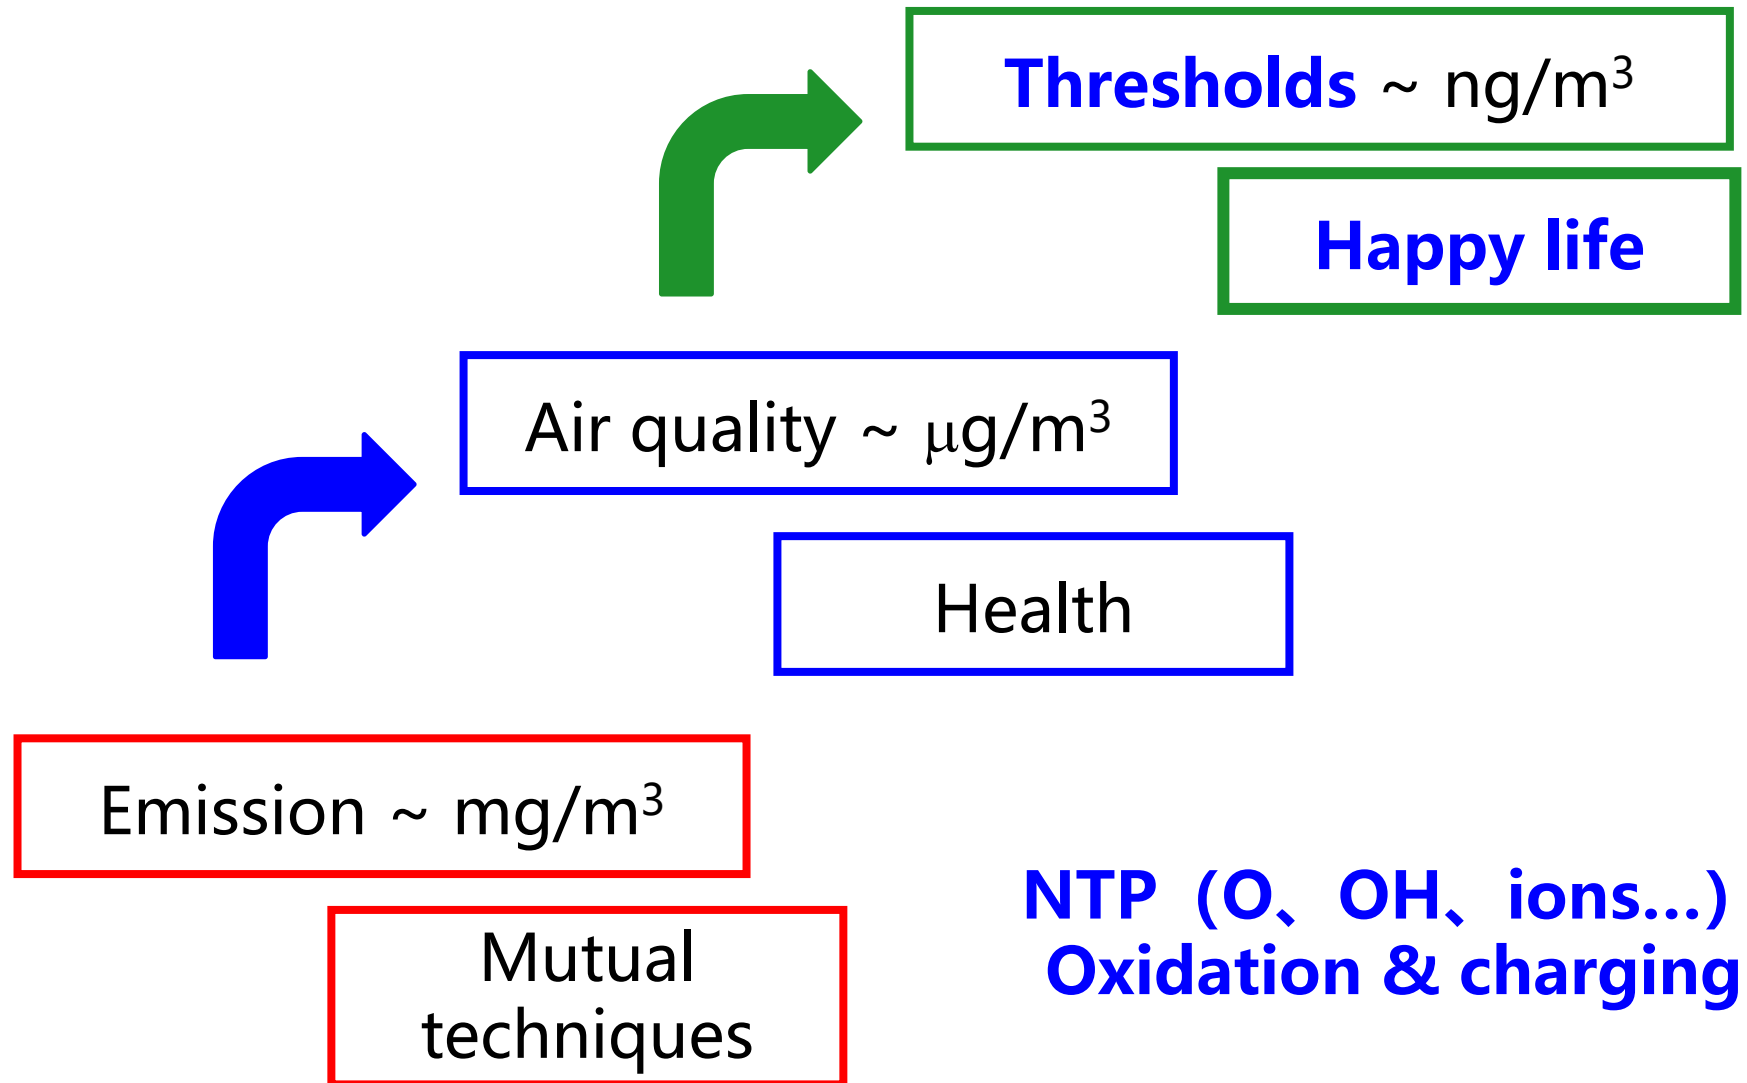 Thresholds ~ ng/m³
Happy life
Air quality ~ μg/m³
Health
Emission ~ mg/m³
Mutual
techniques
NTP（O、OH、ions...）
Oxidation & charging